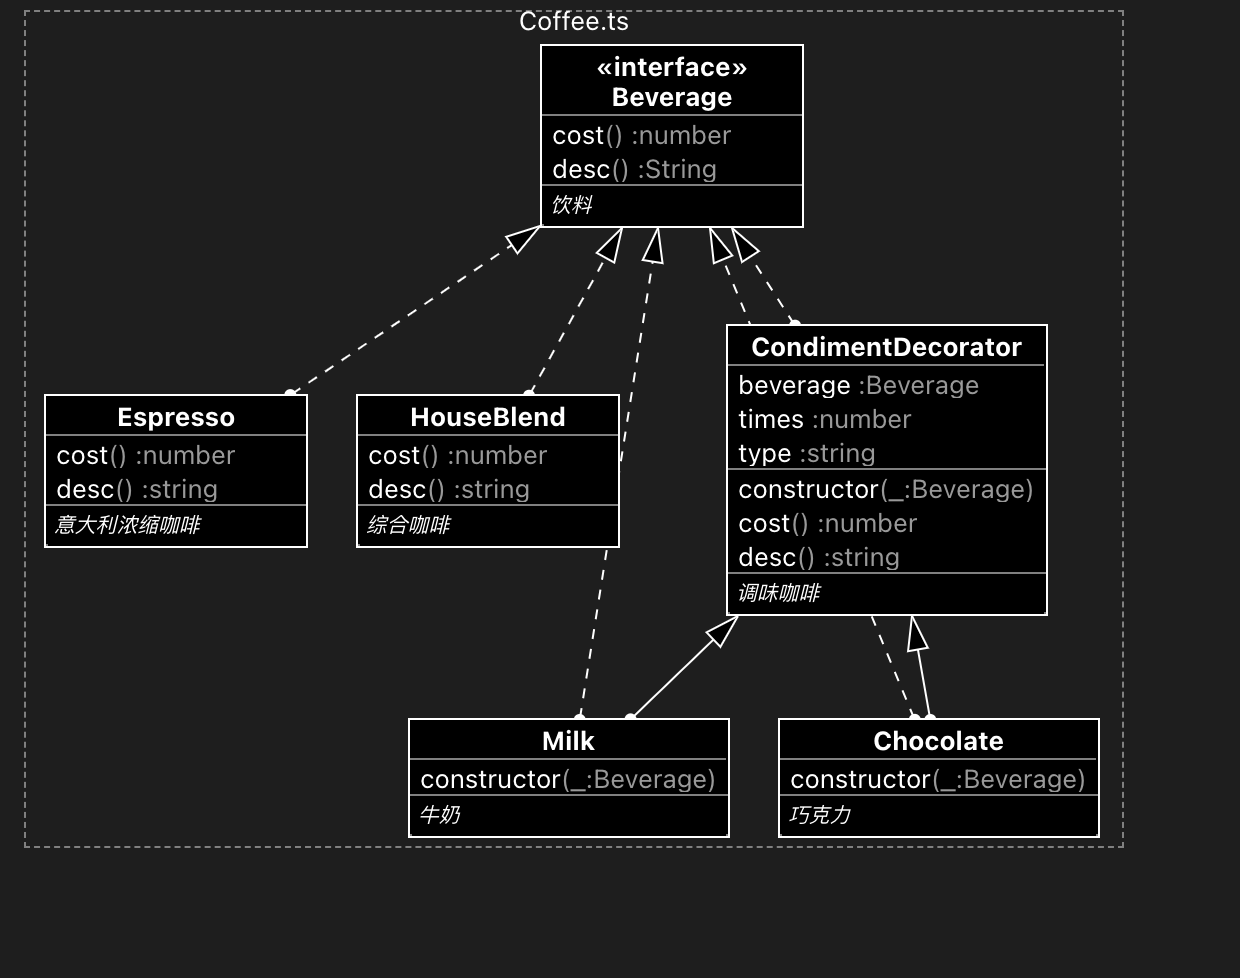 Coffee.ts
«interface»
Beverage
cost() :number
desc() :String
饮料
Espresso
cost() :number
desc() :string
意大利浓缩咖啡
HouseBlend
cost() :number
desc() :string
综合咖啡
CondimentDecorator
beverage :Beverage
times :number
type :string
constructor(_:Beverage)
cost() :number
desc() :string
调味咖啡
Milk
constructor(_:Beverage)
牛奶
Chocolate
constructor(_:Beverage)
巧克力